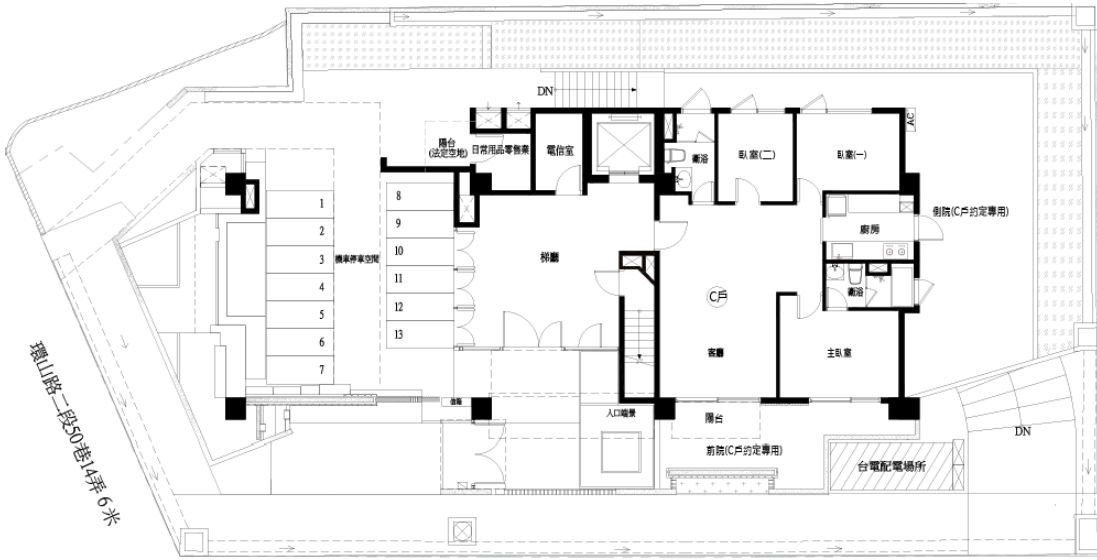 DN
陽台
(法定空地)
日常用品零售業
電信室
衛浴
臥室(二)
臥室(一)
AC
1
2
3
4
5
6
7
機車停車空間
8
9
10
11
12
13
梯廳
廚房
側院(C戶約定專用)
衛浴
C戶
客廳
主臥室
信箱
入口端景
陽台
前院(C戶約定專用)
台電配電場所
DN
環山路二段50巷14弄 6米